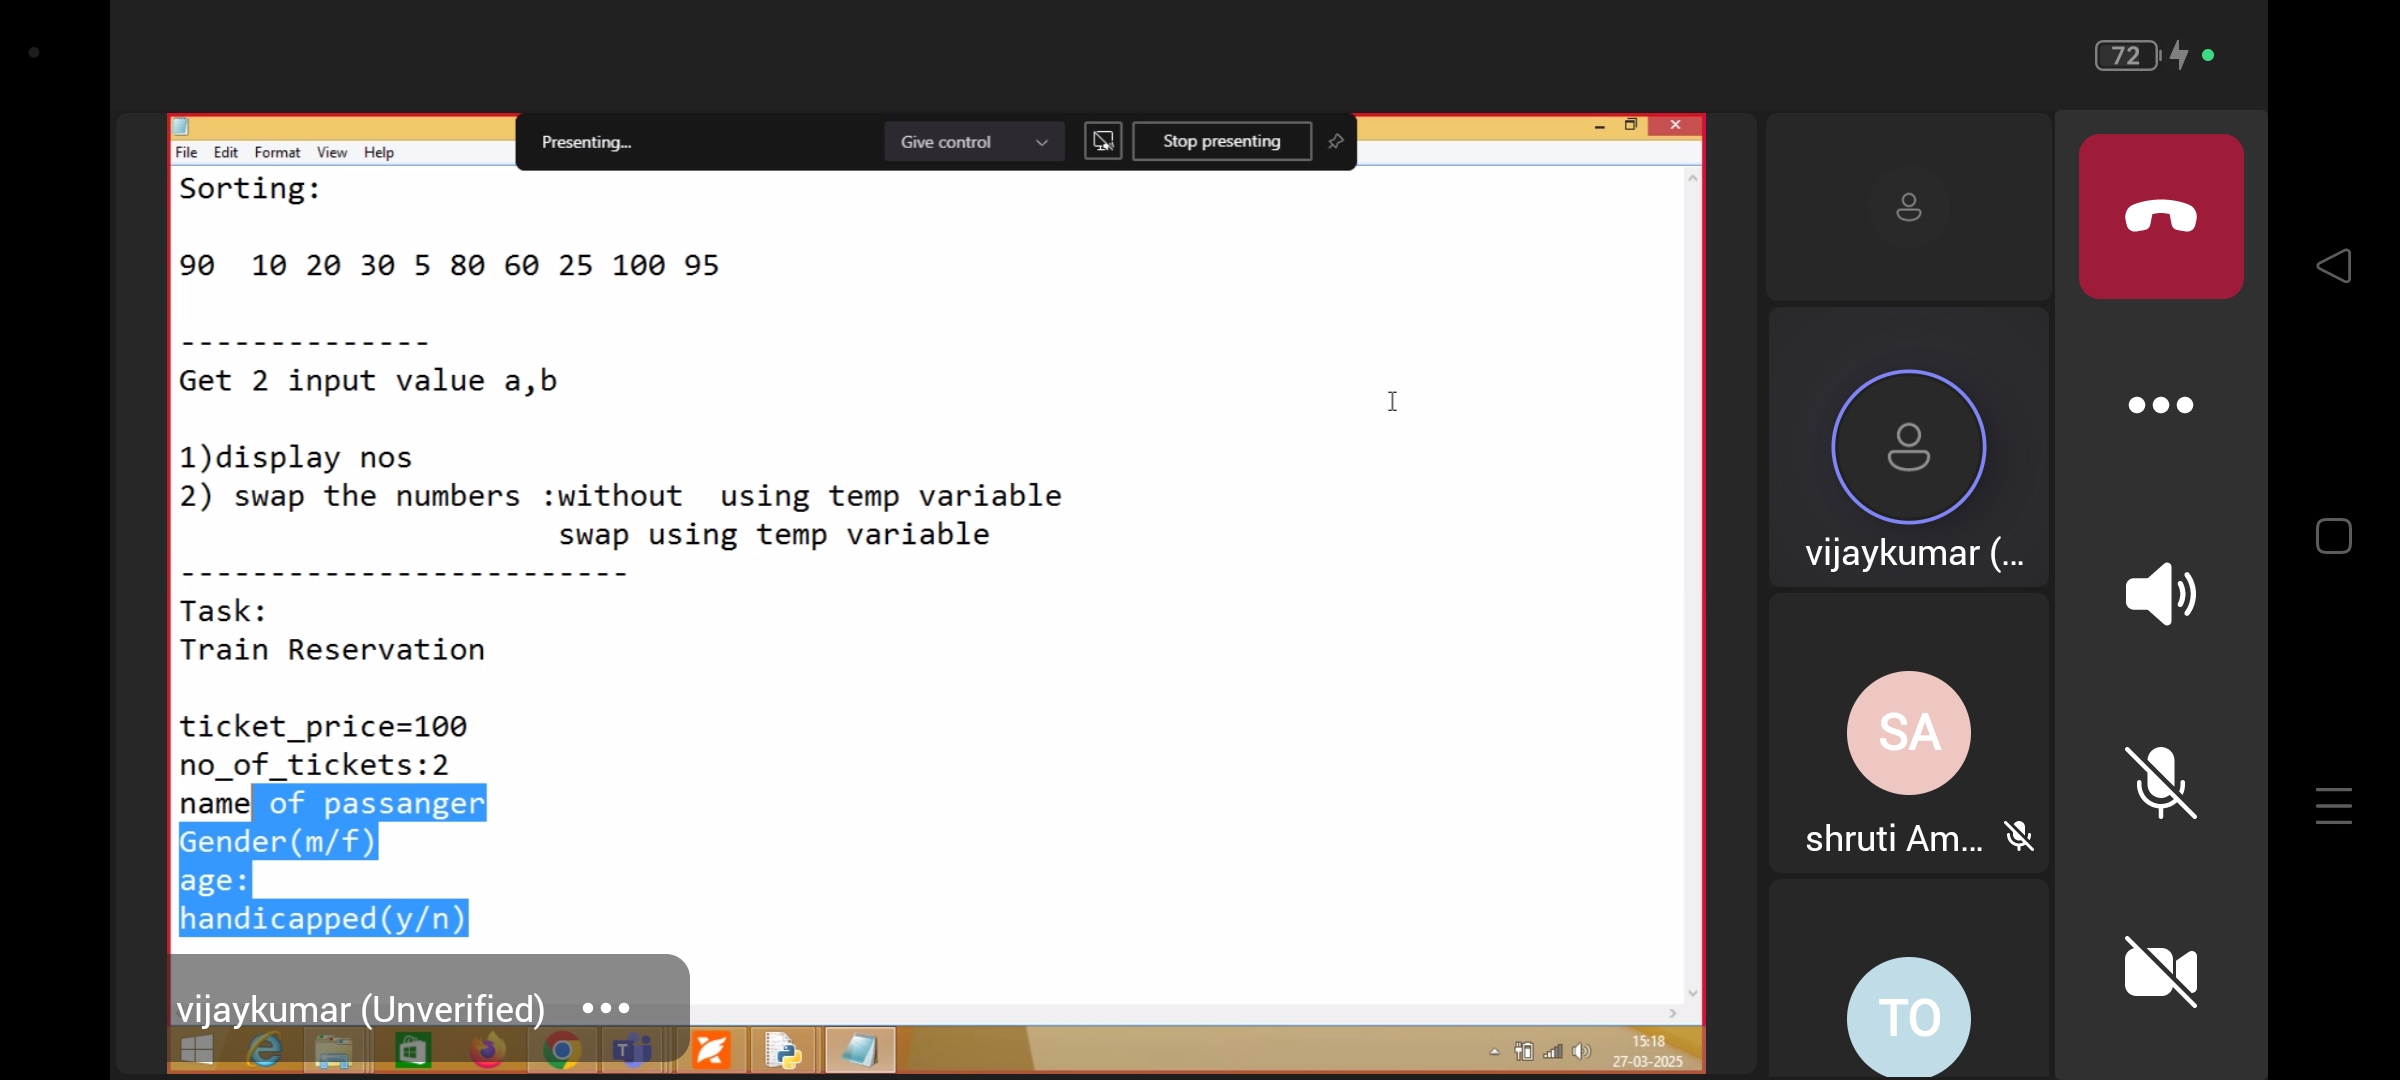 72
Presenting...
Give control
Stop presenting
File Edit Format View Help
Sorting:
90  10 20 30 5 80 60 25 100 95
--------------
Get 2 input value a,b
1)display nos
2) swap the numbers :without  using temp variable
swap using temp variable
-------------------------
Task:
Train Reservation
ticket_price=100
no_of_tickets:2
name of passanger
Gender(m/f)
age:
handicapped(y/n)
vijaykumar (Unverified) •••
15:18
27-03-2025
vijaykumar (...
SA
shruti Am...
TO